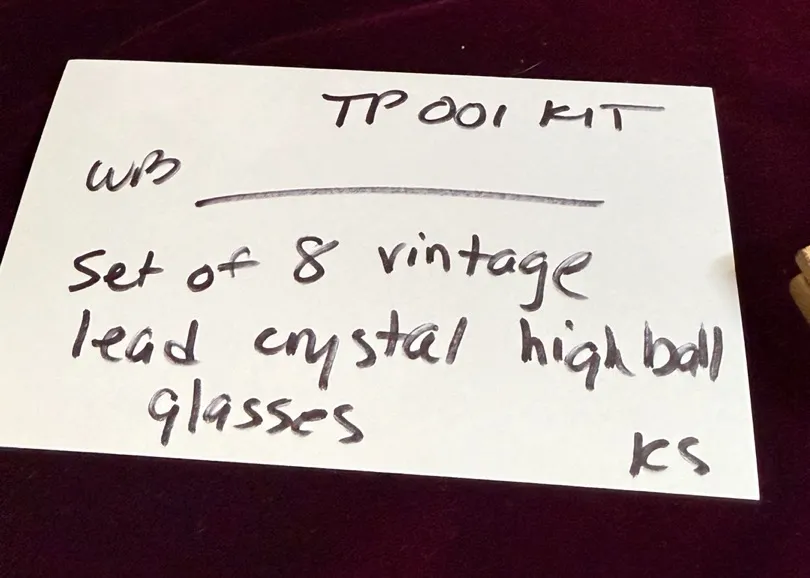 TP 001 KIT
WB
Set of 8 vintage
lead crystal highball
glasses
KS